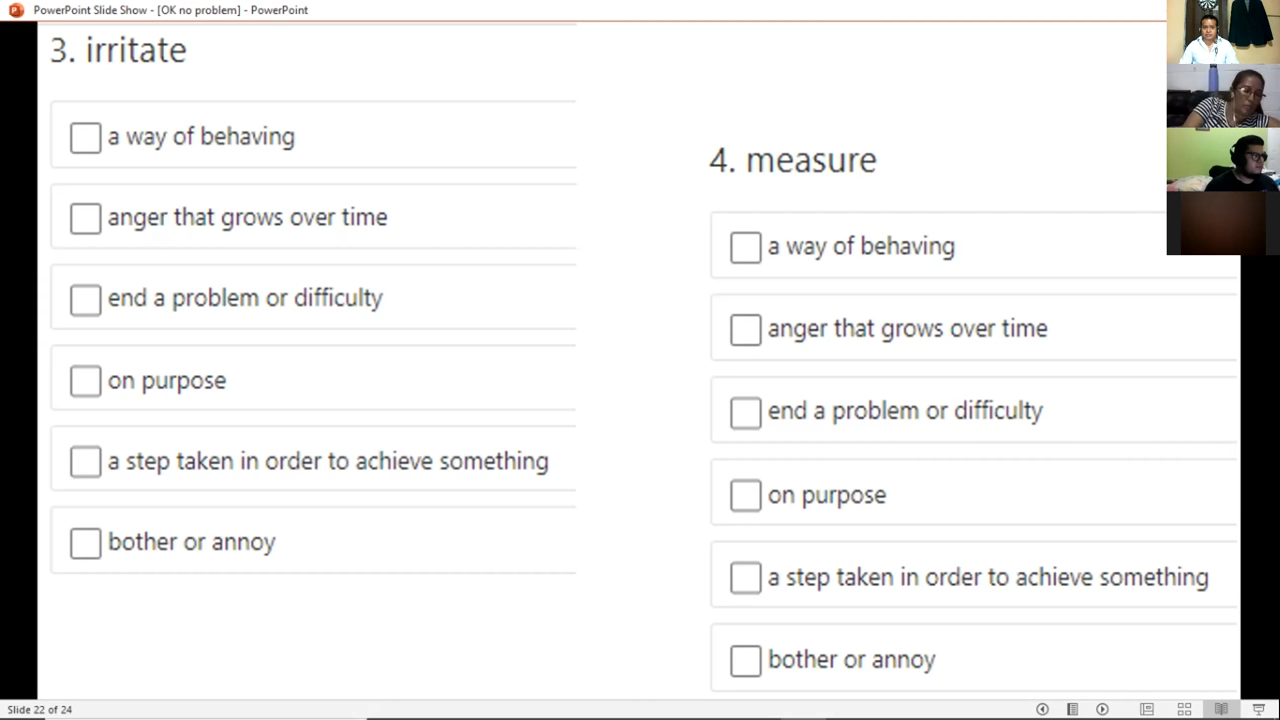 PowerPoint Slide Show - [OK no problem] - PowerPoint
3. irritate
a way of behaving
anger that grows over time
end a problem or difficulty
on purpose
a step taken in order to achieve something
bother or annoy
4. measure
a way of behaving
anger that grows over time
end a problem or difficulty
on purpose
a step taken in order to achieve something
bother or annoy
Slide 22 of 24